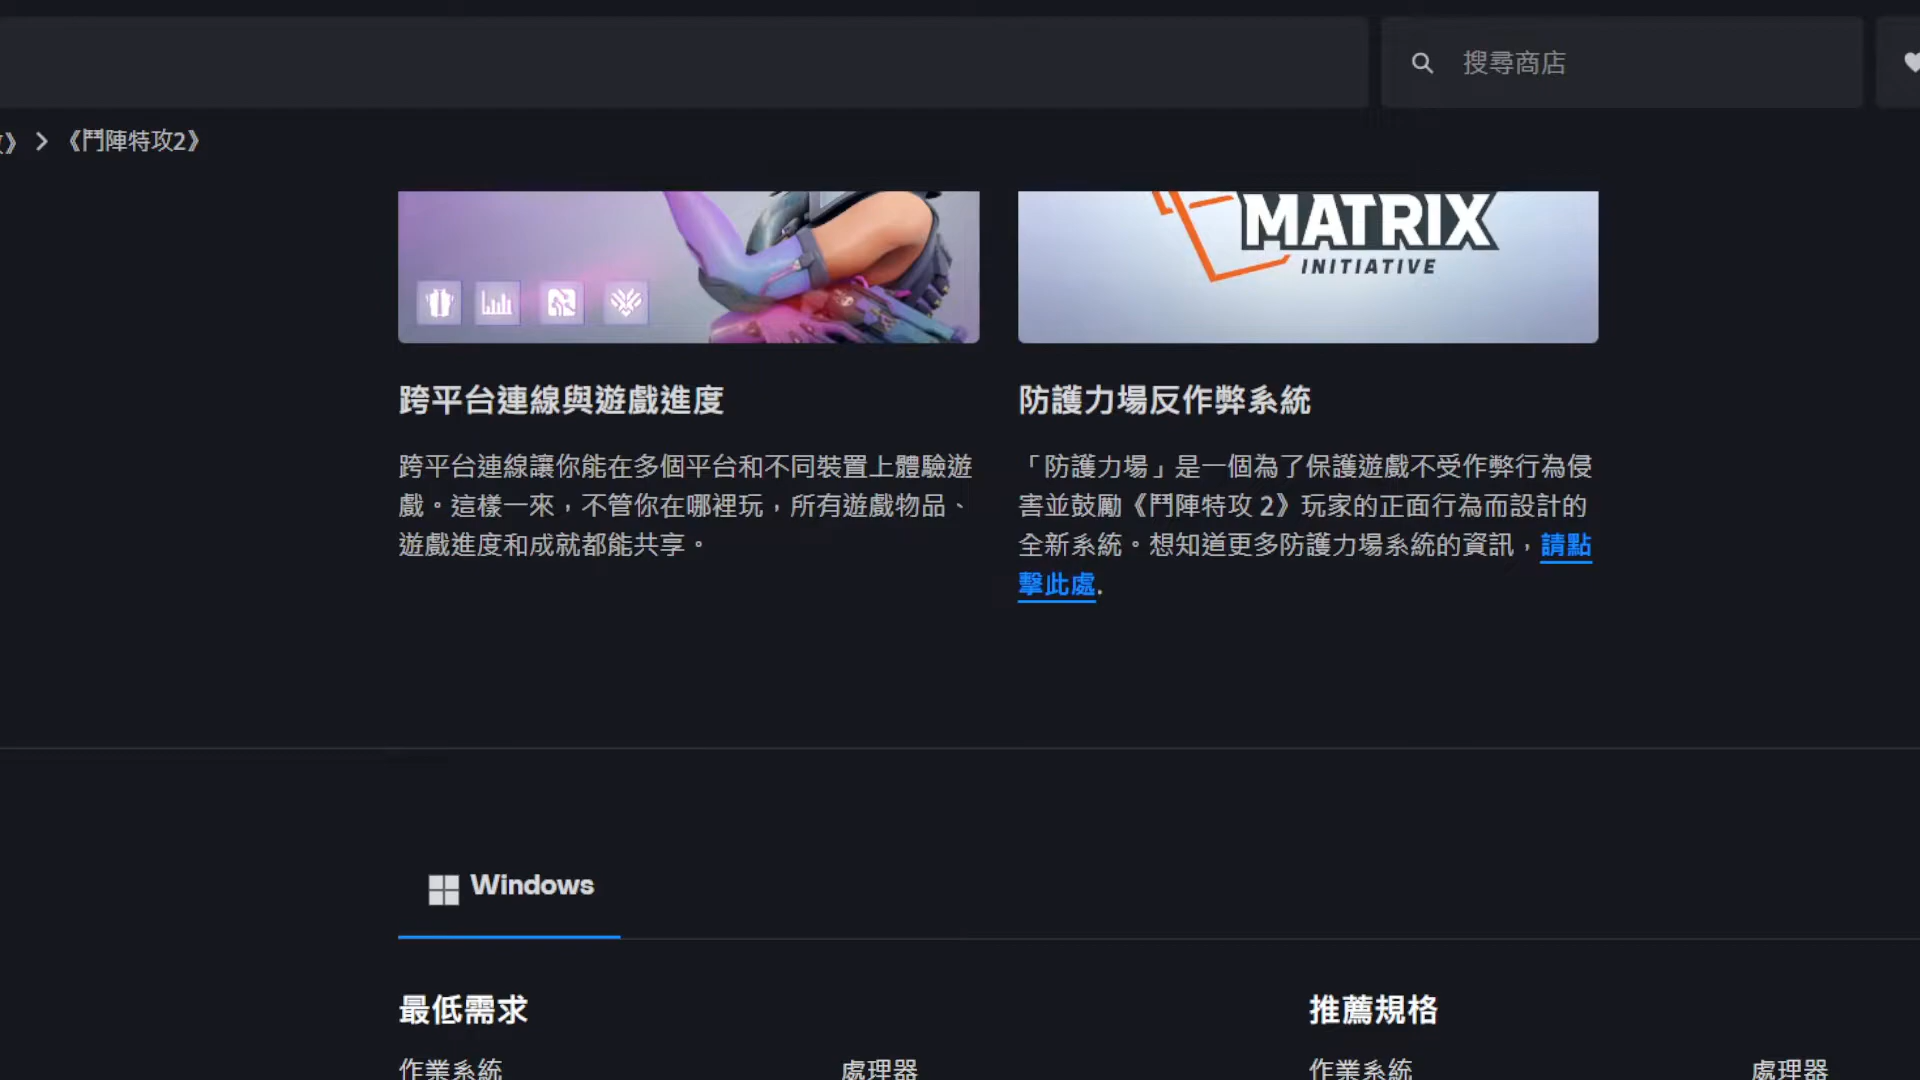 搜尋商店
》 > 《鬥陣特攻2》
MATRIX
INITIATIVE
跨平台連線與遊戲進度
跨平台連線讓你能在多個平台和不同裝置上體驗遊
戲。這樣一來,不管你在哪裡玩,所有遊戲物品、
遊戲進度和成就都能共享。
防護力場反作弊系統
「防護力場」是一個為了保護遊戲不受作弊行為侵
害並鼓勵《鬥陣特攻 2》玩家的正面行為而設計的
全新系統。想知道更多防護力場系統的資訊,請點
擊此處.
Windows
最低需求
作業系統
處理器
推薦規格
作業系統
處理器